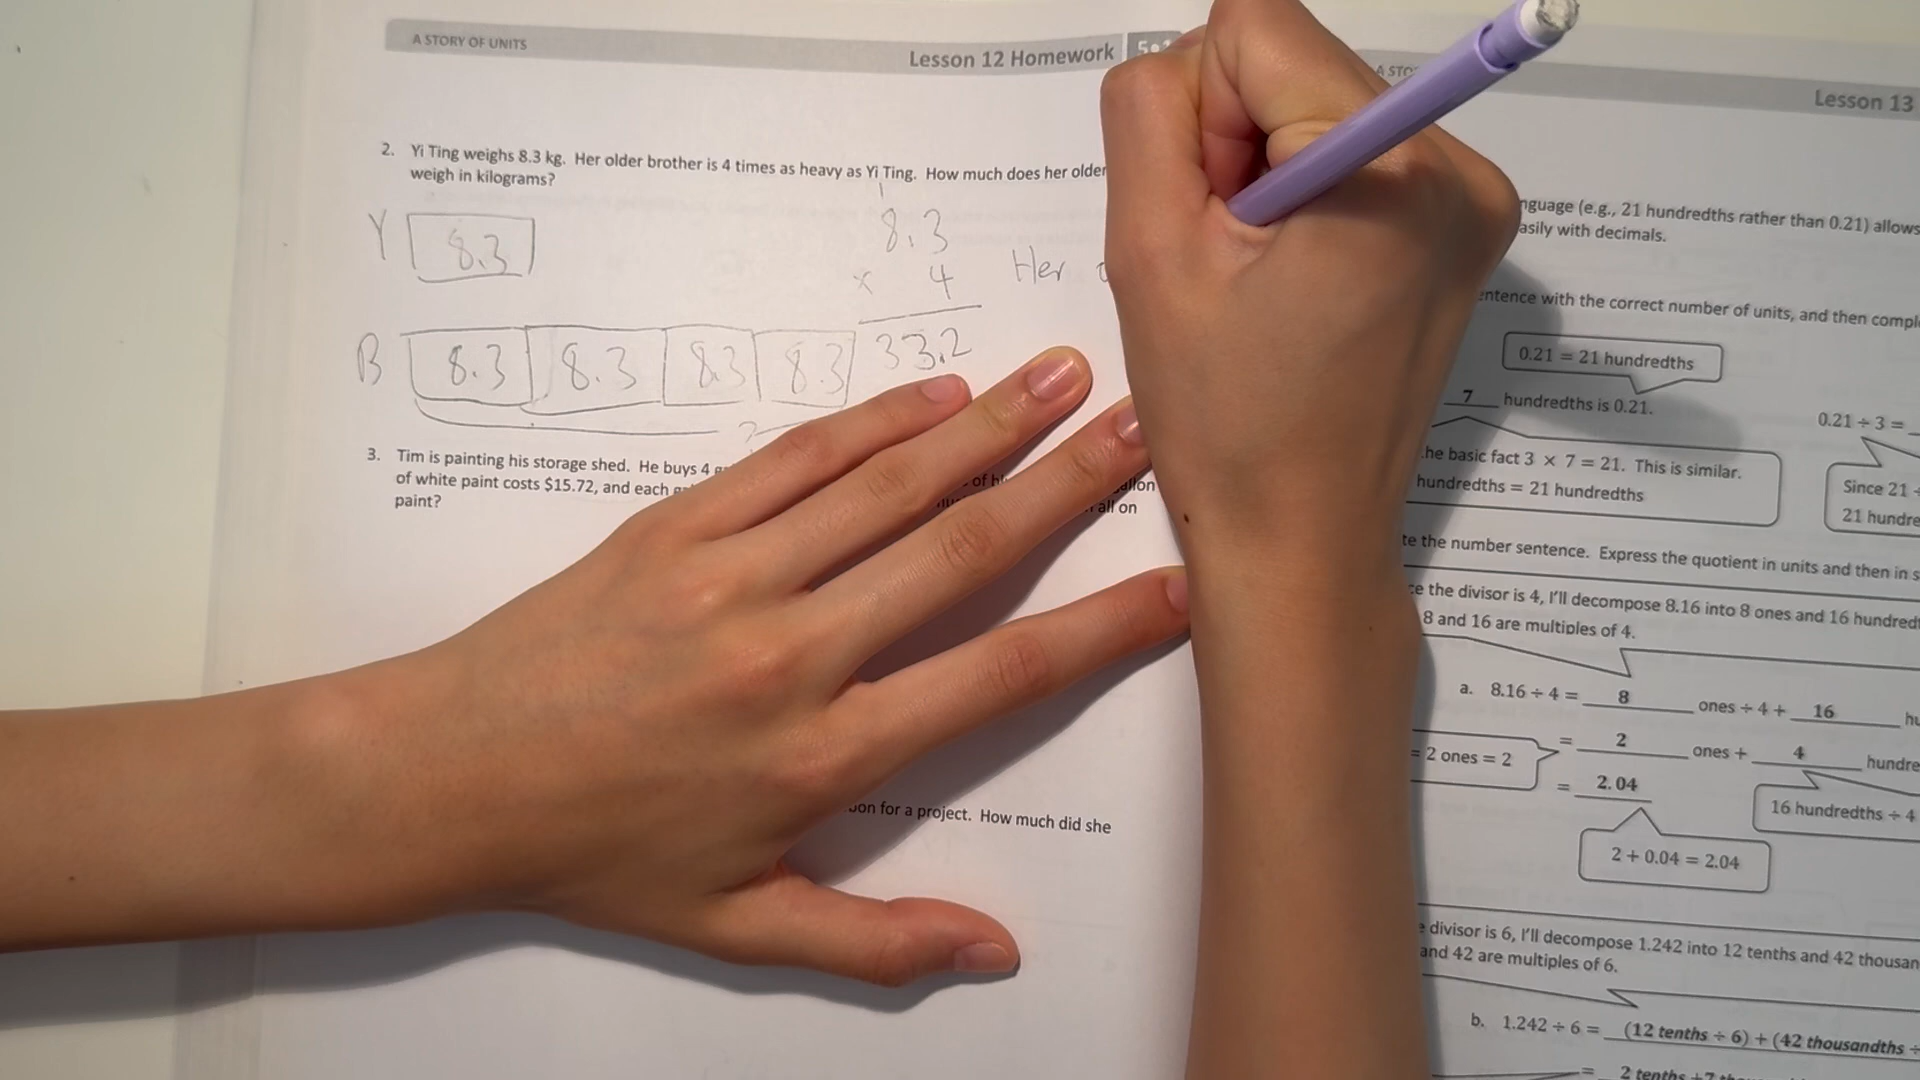 A STORY OF UNITS
Lesson 12 Homework
2. Yi Ting weighs 8.3 kg. Her older brother is 4 times as heavy as Yi Ting. How much does her older
weigh in kilograms?
Y 8.3
1
8.3
x 4
33.2
Her
B 8.3 8.3 8.3 8.3
?
3. Tim is painting his storage shed. He buys 4
of white paint costs $15.72, and each
of
all on
paint?
for a project. How much did she
Lesson 13
(e.g., 21 hundredths rather than 0.21) allows
with decimals.
with the correct number of units, and then
0.21 = 21 hundredths
7 hundredths is 0.21.
0.21 ÷ 3 =
basic fact 3 × 7 = 21. This is similar.
hundredths = 21 hundredths
Since 21
21
the number sentence. Express the quotient in units and then in
the divisor is 4, I'll decompose 8.16 into 8 ones and 16
8 and 16 are multiples of 4.
a. 8.16 ÷ 4 = 8 ones ÷ 4 + 16
= 2 ones + 4
= 2 ones = 2
= 2.04
16 hundredths ÷ 4
2 + 0.04 = 2.04
divisor is 6, I'll decompose 1.242 into 12 tenths and 42
and 42 are multiples of 6.
b. 1.242 ÷ 6 = (12 tenths ÷ 6) + (42 thousandths ÷
= 2 tenths +7